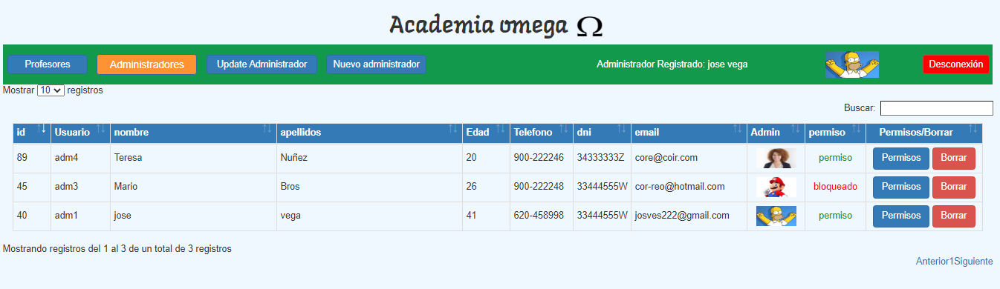 Academia omega Ω
Profesores Administradores Update Administrador Nuevo administrador Administrador Registrado: jose vega Desconexión
Mostrar 10 registros
Buscar:
id Usuario nombre apellidos Edad Telefono dni email Admin permiso Permisos/Borrar
89 adm4 Teresa Nuñez 20 900-222246 34333333Z core@coir.com permiso Permisos Borrar
45 adm3 Mario Bros 26 900-222248 33444555W cor-reo@hotmail.com bloqueado Permisos Borrar
40 adm1 jose vega 41 620-458998 33444555W josves222@gmail.com permiso Permisos Borrar
Mostrando registros del 1 al 3 de un total de 3 registros
Anterior1Siguiente